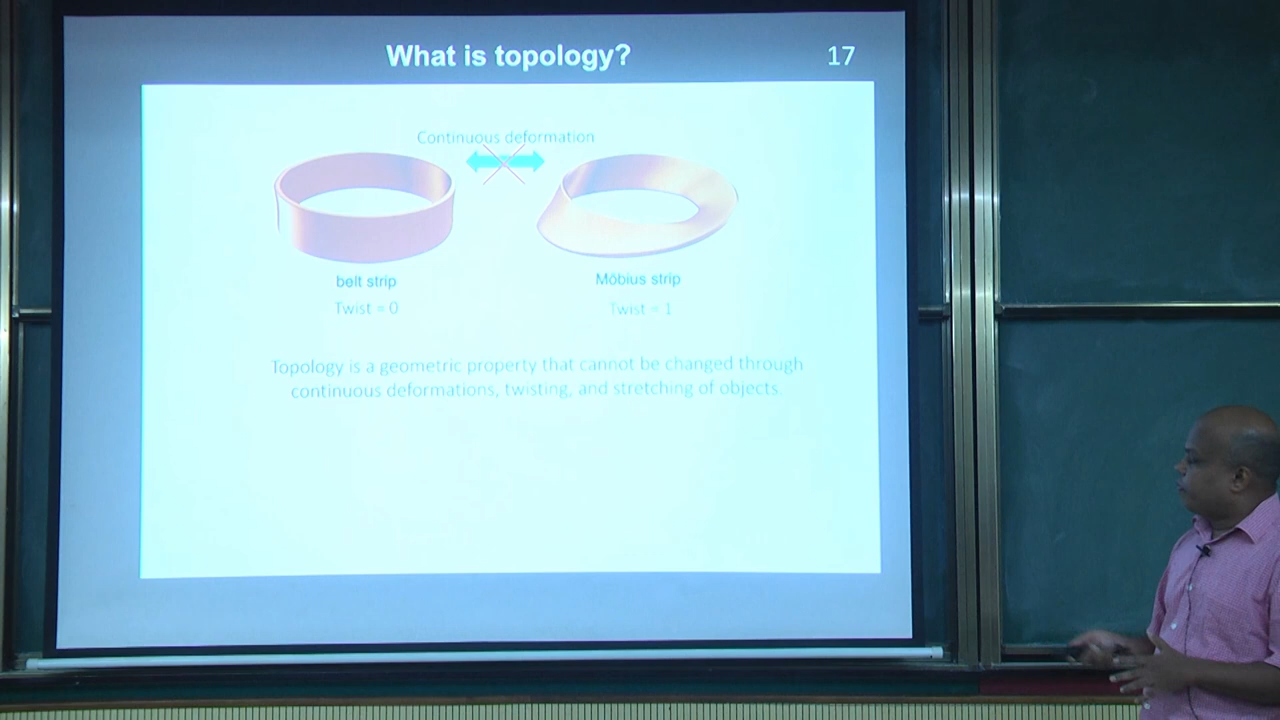 What is topology?
17
Continuous deformation
belt strip
Möbius strip
Twist = 0
Twist = 1
Topology is a geometric property that cannot be changed through
continuous deformations, twisting, and stretching of objects.